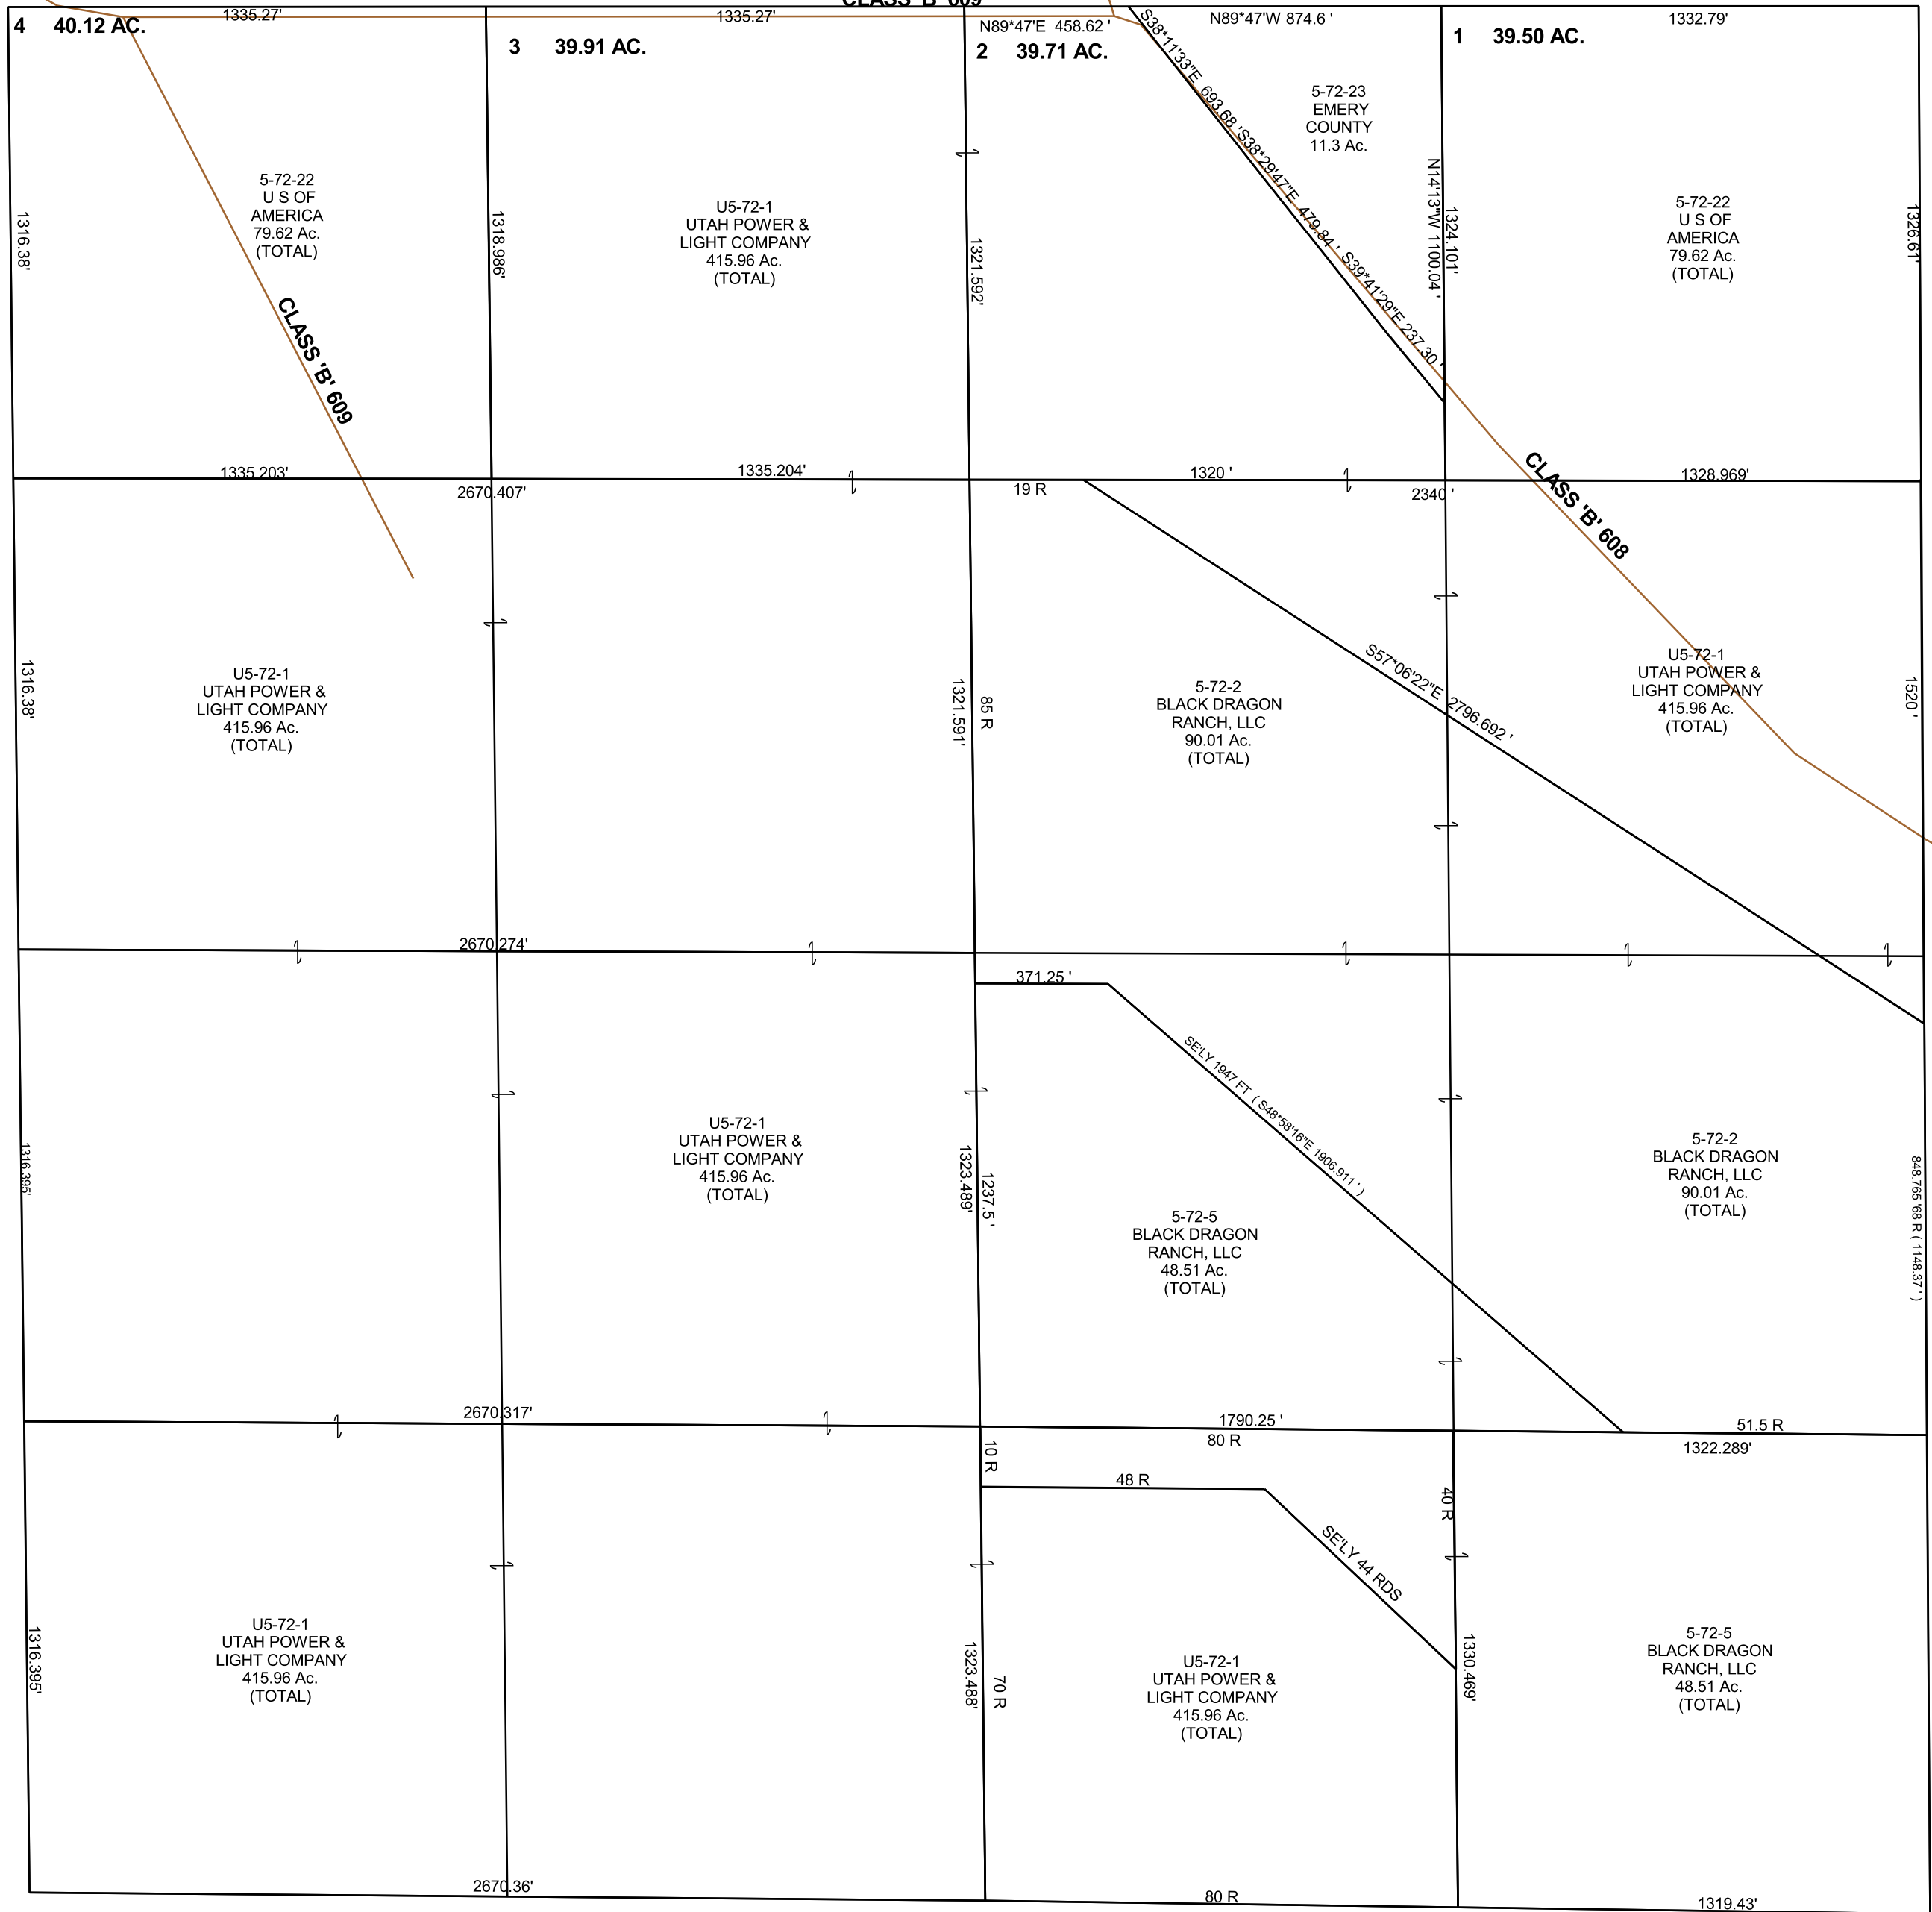 CLASS 'B' 609
1335.27'
1335.27'
N89*47'E 458.62 '
N89*47'W 874.6 '
1332.79'
4 40.12 AC.
3 39.91 AC.
2 39.71 AC.
1 39.50 AC.
S38*11'33"E 693.68 '
S38*29'47"E 479.84 '
S39*41'29"E 237.30 '
5-72-23
EMERY
COUNTY
11.3 Ac.
N14'13"W 1100.04 '
1324.101'
1326.61'
5-72-22
U S OF
AMERICA
79.62 Ac.
(TOTAL)
U5-72-1
UTAH POWER &
LIGHT COMPANY
415.96 Ac.
(TOTAL)
5-72-22
U S OF
AMERICA
79.62 Ac.
(TOTAL)
1316.38'
1318.986'
1321.592'
CLASS 'B' 609
CLASS 'B' 608
1335.203'
1335.204'
1320 '
1328.969'
2670.407'
19 R
2340 '
S57*06'22"E 2796.692 '
1316.38'
U5-72-1
UTAH POWER &
LIGHT COMPANY
415.96 Ac.
(TOTAL)
1321.591'
85 R
5-72-2
BLACK DRAGON
RANCH, LLC
90.01 Ac.
(TOTAL)
U5-72-1
UTAH POWER &
LIGHT COMPANY
415.96 Ac.
(TOTAL)
1520 '
2670.274'
371.25 '
SE'LY 1947 FT ( S48*58'16"E 1906.911 ' )
1316.395'
U5-72-1
UTAH POWER &
LIGHT COMPANY
415.96 Ac.
(TOTAL)
1323.489'
1237.5 '
5-72-5
BLACK DRAGON
RANCH, LLC
48.51 Ac.
(TOTAL)
5-72-2
BLACK DRAGON
RANCH, LLC
90.01 Ac.
(TOTAL)
848.765 '68 R ( 1148.37 ' )
2670.317'
1790.25 '
51.5 R
80 R
1322.289'
10 R
48 R
40 R
SE'LY 44 RDS
1316.395'
U5-72-1
UTAH POWER &
LIGHT COMPANY
415.96 Ac.
(TOTAL)
1323.488'
70 R
U5-72-1
UTAH POWER &
LIGHT COMPANY
415.96 Ac.
(TOTAL)
1330.469'
5-72-5
BLACK DRAGON
RANCH, LLC
48.51 Ac.
(TOTAL)
2670.36'
80 R
1319.43'